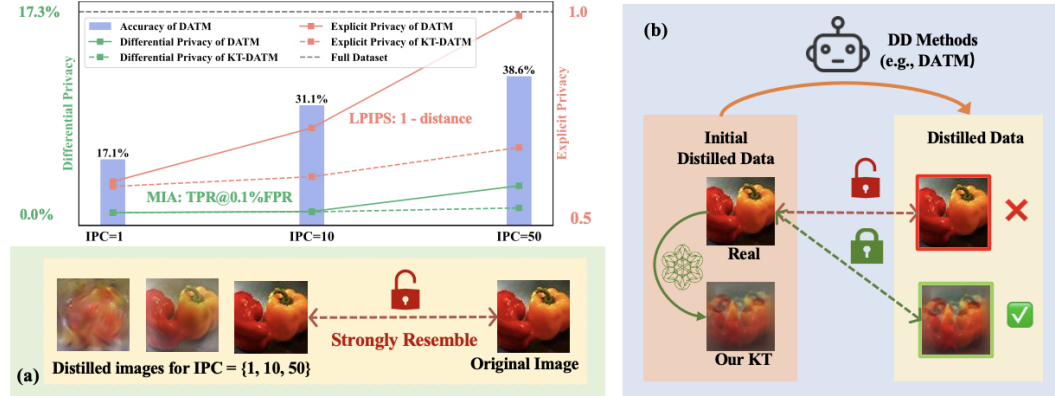 17.3%
1.0
Accuracy of DATM
Differential Privacy of DATM
Differential Privacy of KT-DATM
Explicit Privacy of DATM
Explicit Privacy of KT-DATM
Full Dataset
Differential Privacy
Explicit Privacy
38.6%
31.1%
LPIPS: 1 - distance
17.1%
MIA: TPR@0.1%FPR
0.0%
0.5
IPC=1
IPC=10
IPC=50
Strongly Resemble
(a)
Distilled images for IPC = {1, 10, 50}
Original Image
(b)
DD Methods
(e.g., DATM)
Initial
Distilled Data
Distilled Data
Real
Our KT